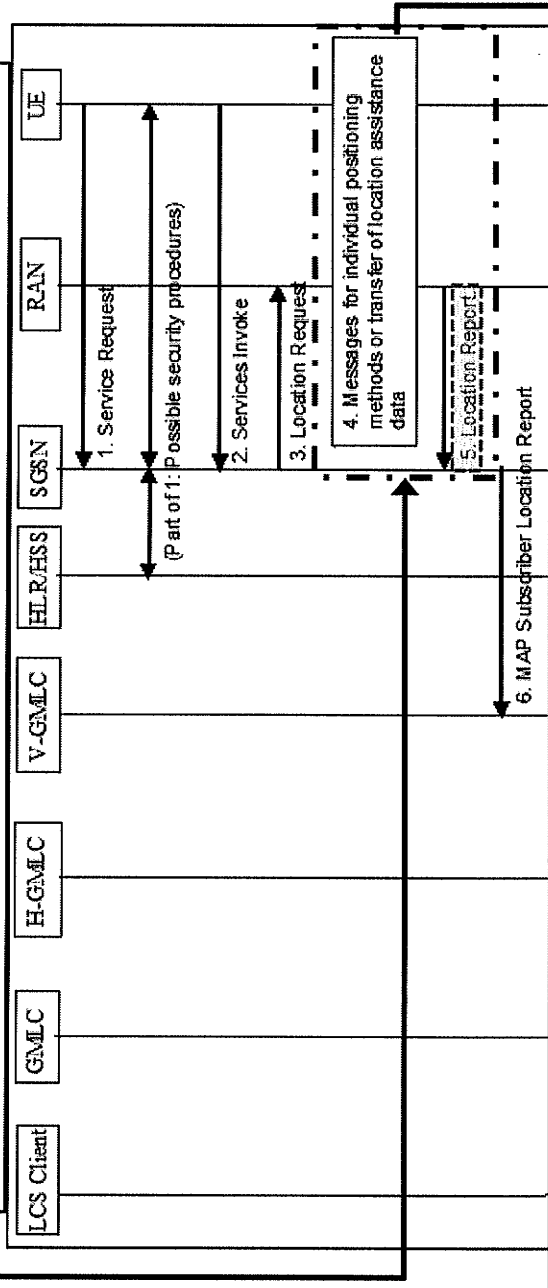 LCS Client
GMLC
H-GMLC
V-GMLC
HLR/HSS
SGSN
RAN
UE
1. Service Request
(Part of 1: Possible security procedures)
2. Services Invoke
3. Location Request
4. Messages for individual positioning
methods or transfer of location assistance
data
5. Location Report
6. MAP Subscriber Location Report